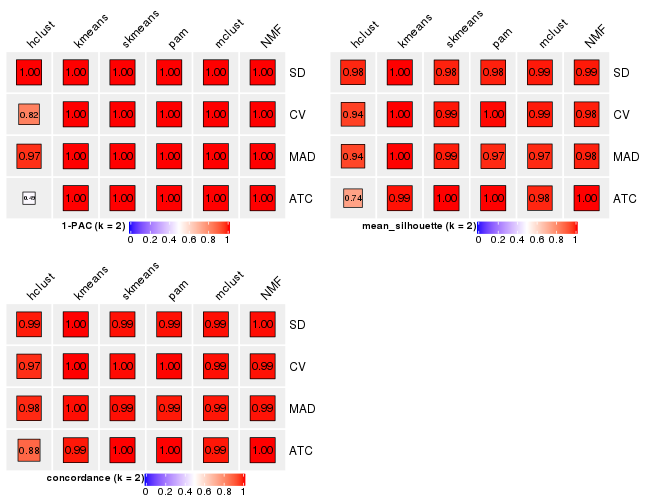 hclust kmeans skmeans pam mclust NMF
1.00 1.00 1.00 1.00 1.00 1.00 SD
0.82 1.00 1.00 1.00 1.00 1.00 CV
0.97 1.00 1.00 1.00 1.00 1.00 MAD
0.49 1.00 1.00 1.00 1.00 1.00 ATC
1-PAC (k = 2)
0 0.2 0.4 0.6 0.8 1
hclust kmeans skmeans pam mclust NMF
0.98 1.00 0.98 0.98 0.99 0.99 SD
0.94 1.00 0.99 1.00 0.99 0.98 CV
0.94 1.00 0.99 0.97 0.97 0.98 MAD
0.74 0.99 1.00 1.00 0.98 1.00 ATC
mean_silhouette (k = 2)
0 0.2 0.4 0.6 0.8 1
hclust kmeans skmeans pam mclust NMF
0.99 1.00 0.99 0.99 0.99 1.00 SD
0.97 1.00 1.00 1.00 0.99 0.99 CV
0.98 1.00 0.99 0.99 0.99 0.99 MAD
0.88 0.99 1.00 1.00 0.99 1.00 ATC
concordance (k = 2)
0 0.2 0.4 0.6 0.8 1